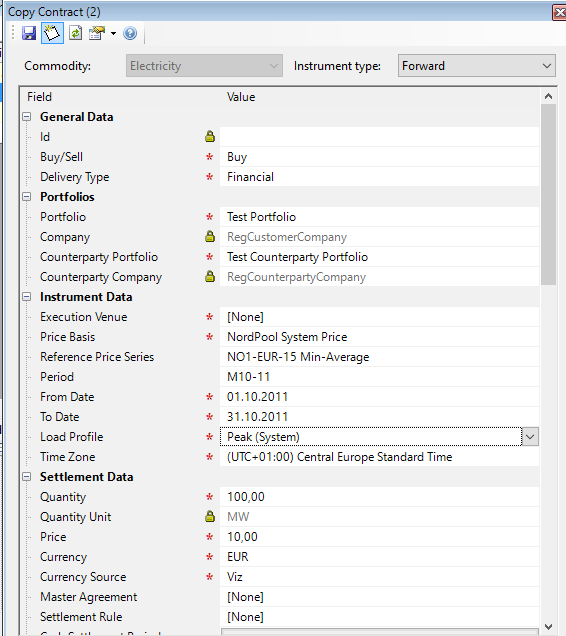 Copy Contract (2)
Commodity: Electricity Instrument type: Forward
Field Value
General Data
Id
Buy/Sell * Buy
Delivery Type * Financial
Portfolios
Portfolio * Test Portfolio
Company RegCustomerCompany
Counterparty Portfolio * Test Counterparty Portfolio
Counterparty Company RegCounterpartyCompany
Instrument Data
Execution Venue * [None]
Price Basis * NordPool System Price
Reference Price Series NO1-EUR-15 Min-Average
Period M10-11
From Date * 01.10.2011
To Date * 31.10.2011
Load Profile * Peak (System)
Time Zone * (UTC+01:00) Central Europe Standard Time
Settlement Data
Quantity * 100,00
Quantity Unit MW
Price * 10,00
Currency * EUR
Currency Source * Viz
Master Agreement [None]
Settlement Rule [None]